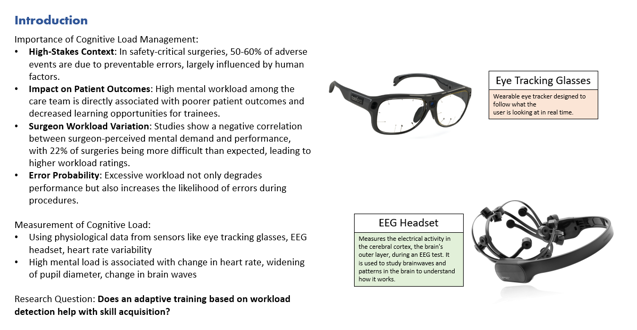 Introduction
Importance of Cognitive Load Management:
• High-Stakes Context: In safety-critical surgeries, 50-60% of adverse
events are due to preventable errors, largely influenced by human
factors.
• Impact on Patient Outcomes: High mental workload among the
care team is directly associated with poorer patient outcomes and
decreased learning opportunities for trainees.
• Surgeon Workload Variation: Studies show a negative correlation
between surgeon-perceived mental demand and performance,
with 22% of surgeries being more difficult than expected, leading to
higher workload ratings.
• Error Probability: Excessive workload not only degrades
performance but also increases the likelihood of errors during
procedures.
Measurement of Cognitive Load:
• Using physiological data from sensors like eye tracking glasses, EEG
headset, heart rate variability
• High mental load is associated with change in heart rate, widening
of pupil diameter, change in brain waves
Research Question: Does an adaptive training based on workload
detection help with skill acquisition?
Eye Tracking Glasses
Wearable eye tracker designed to
follow what the
user is looking at in real time.
EEG Headset
Measures the electrical activity in
the cerebral cortex, the brain's
outer layer, during an EEG test. It
is used to study brainwaves and
patterns in the brain to understand
how it works.